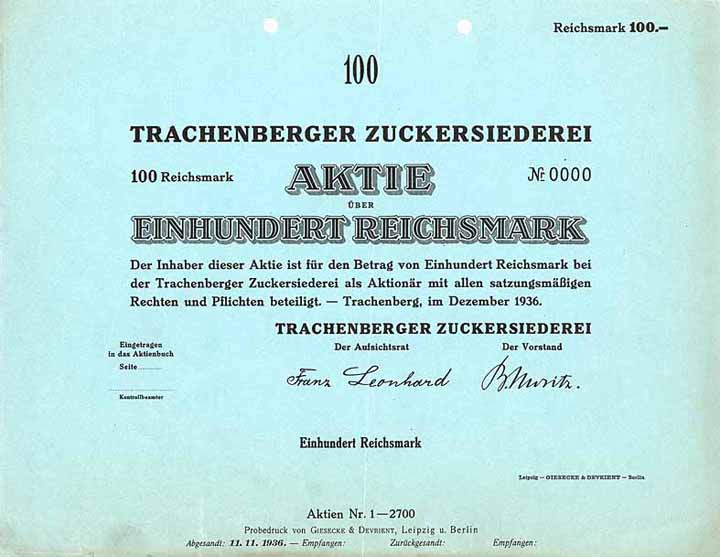 Reichsmark 100.—
100
TRACHENBERGER ZUCKERSIEDEREI
100 Reichsmark AKTIE № 0000
ÜBER
EINHUNDERT REICHSMARK
Der Inhaber dieser Aktie ist für den Betrag von Einhundert Reichsmark bei
der Trachenberger Zuckersiederei als Aktionär mit allen satzungsmäßigen
Rechten und Pflichten beteiligt. — Trachenberg, im Dezember 1936.
TRACHENBERGER ZUCKERSIEDEREI
Der Aufsichtsrat Der Vorstand
Franz Leonhard
Eingetragen
in das Aktienbuch
Seite
Kontrollbeamter
Einhundert Reichsmark
Leipzig — GIESECKE & DEVRIENT — Berlin
Aktien Nr. 1—2700
Probedruck von GIESECKE & DEVRIENT, Leipzig u. Berlin
Abgesandt: 11. 11. 1936. — Empfangen: Zurückgesandt: Empfangen: